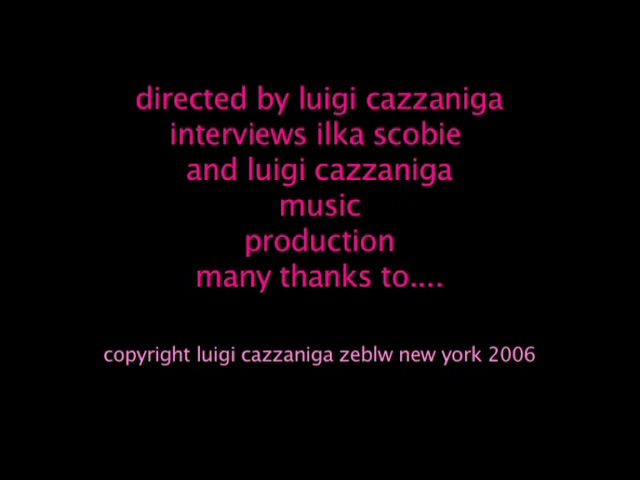 directed by luigi cazzaniga
interviews ilka scobie
and luigi cazzaniga
music
production
many thanks to....
copyright luigi cazzaniga zeblw new york 2006